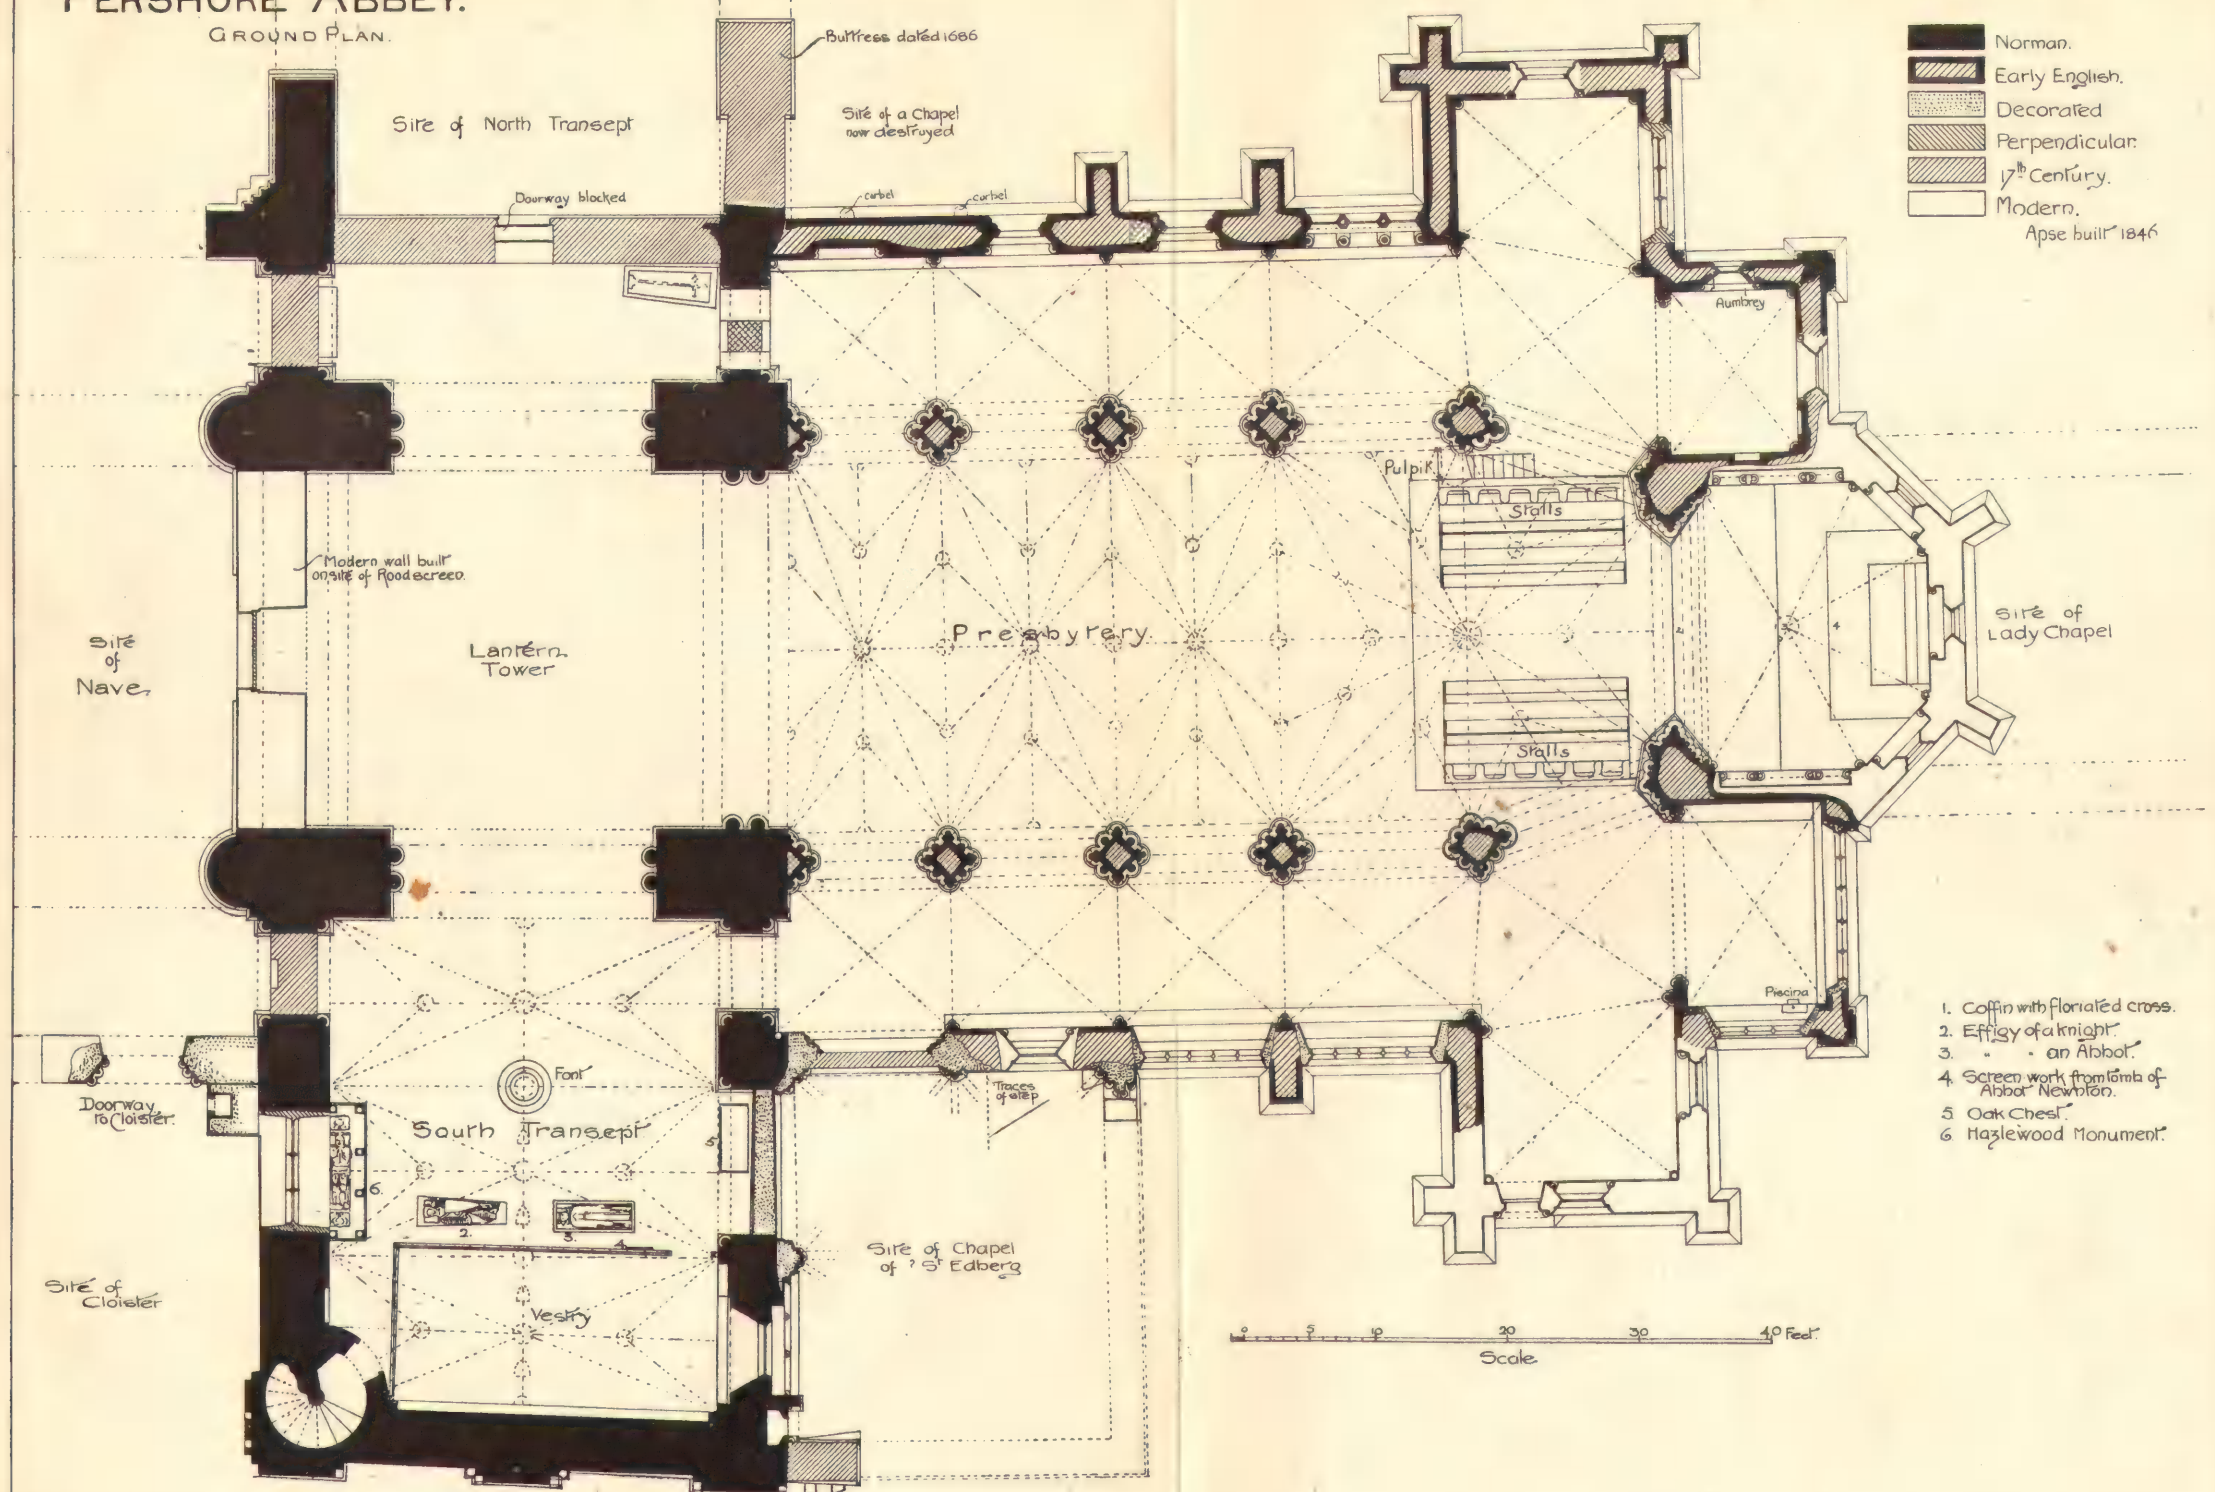 PERSHORE ABBEY.
GROUND PLAN.
Buttress dated 1686
Site of North Transept
Site of a Chapel
now destroyed
Doorway blocked
corbel
corbel
Norman.
Early English.
Decorated
Perpendicular.
17th Century.
Modern.
Apse built 1846
Aumbrey
Pulpit
Stalls
Modern wall built
on site of Roodscreen.
Site
of
Nave
Lantern
Tower
Presbytery
2
3
4
Site of
Lady Chapel
Stalls
Piscina
Font
Doorway
to Cloister.
South Transept
5
Traces
of step
6.
2.
3.
4
Site of
Cloister
Vestry
Site of Chapel
of ? St Edberg
0 5 10 20 30 40 Feet.
Scale
1. Coffin with floriated cross.
2. Effigy of a knight.
3. " " an Abbot.
4. Screen work from tomb of
Abbot Newnton.
5 Oak Chest.
6 Hazlewood Monument.